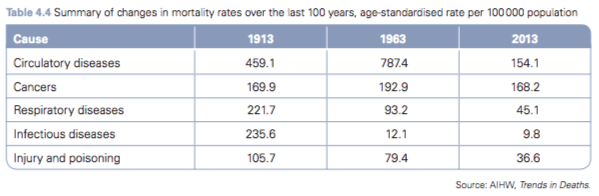 Table 4.4 Summary of changes in mortality rates over the last 100 years, age-standardised rate per 100 000 population
Cause 1913 1963 2013
Circulatory diseases 459.1 787.4 154.1
Cancers 169.9 192.9 168.2
Respiratory diseases 221.7 93.2 45.1
Infectious diseases 235.6 12.1 9.8
Injury and poisoning 105.7 79.4 36.6
Source: AIHW, Trends in Deaths.